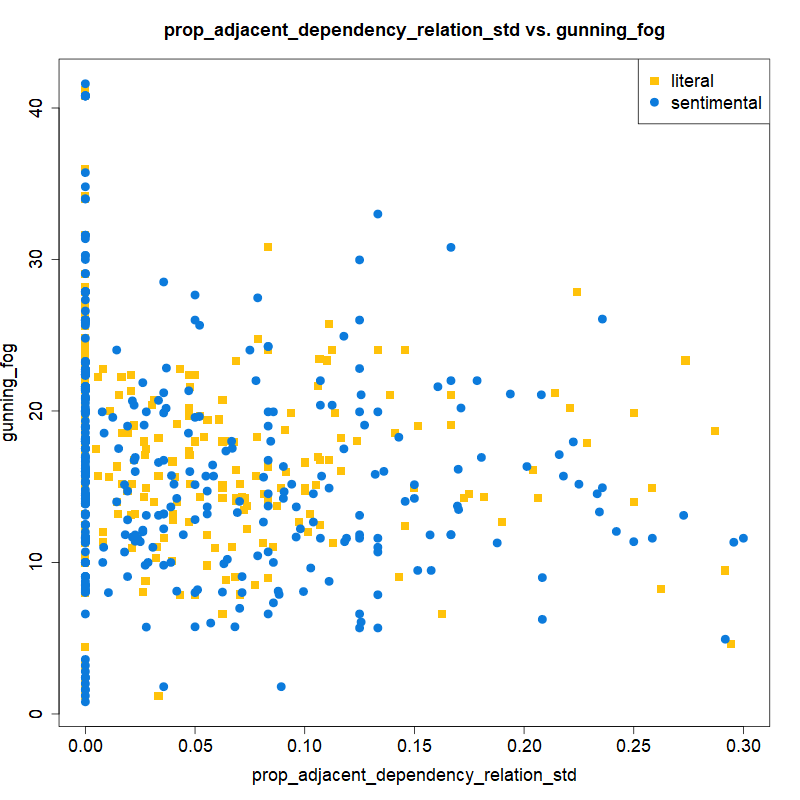 prop_adjacent_dependency_relation_std vs. gunning_fog
literal
sentimental
40
30
20
10
0
gunning_fog
0.00 0.05 0.10 0.15 0.20 0.25 0.30
prop_adjacent_dependency_relation_std